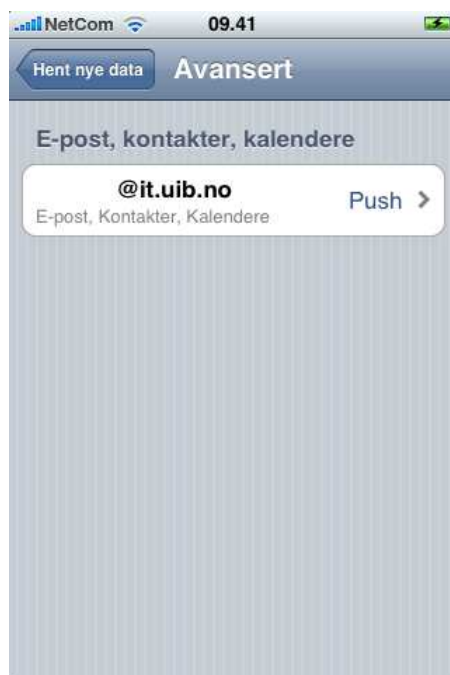 NetCom 09.41
Hent nye data Avansert
E-post, kontakter, kalendere
@it.uib.no
E-post, Kontakter, Kalendere
Push